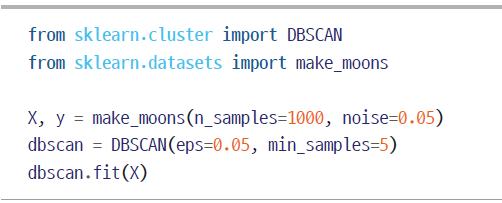 from sklearn.cluster import DBSCAN
from sklearn.datasets import make_moons

X, y = make_moons(n_samples=1000, noise=0.05)
dbscan = DBSCAN(eps=0.05, min_samples=5)
dbscan.fit(X)